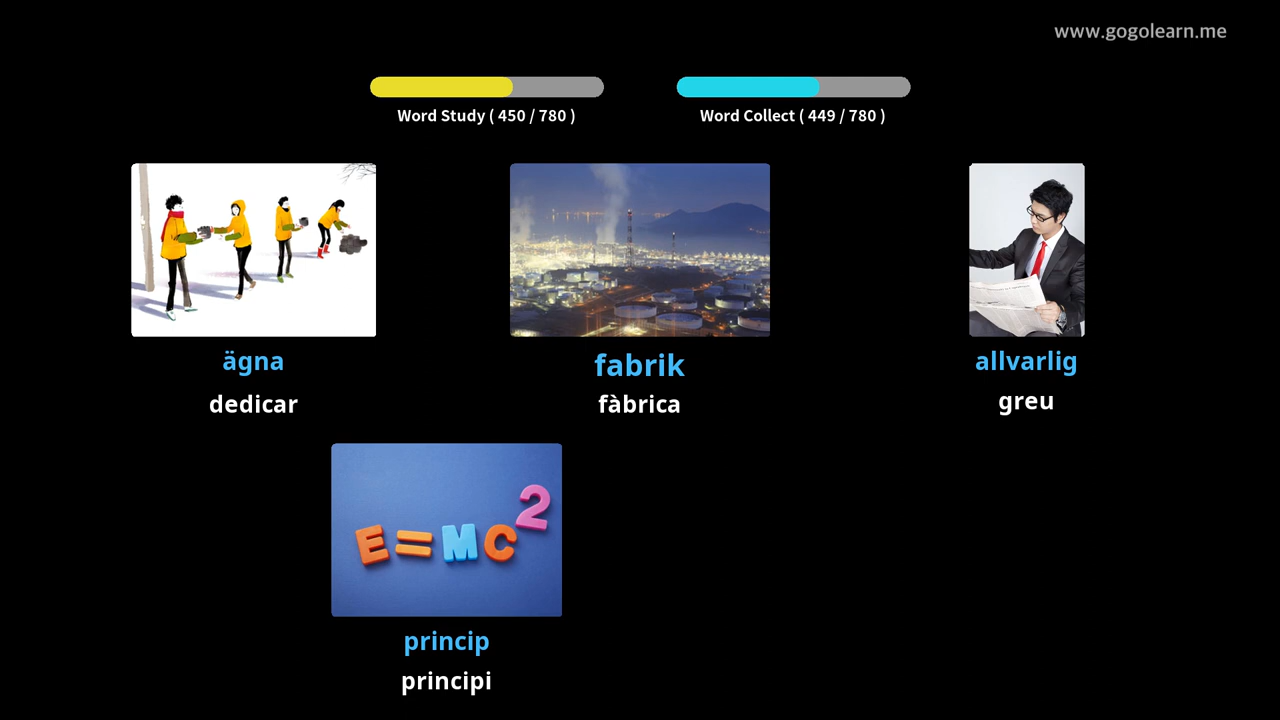 www.gogolearn.me
Word Study ( 450 / 780 )
Word Collect ( 449 / 780 )
ägna
dedicar
fabrik
fàbrica
allvarlig
greu
E=MC2
princip
principi